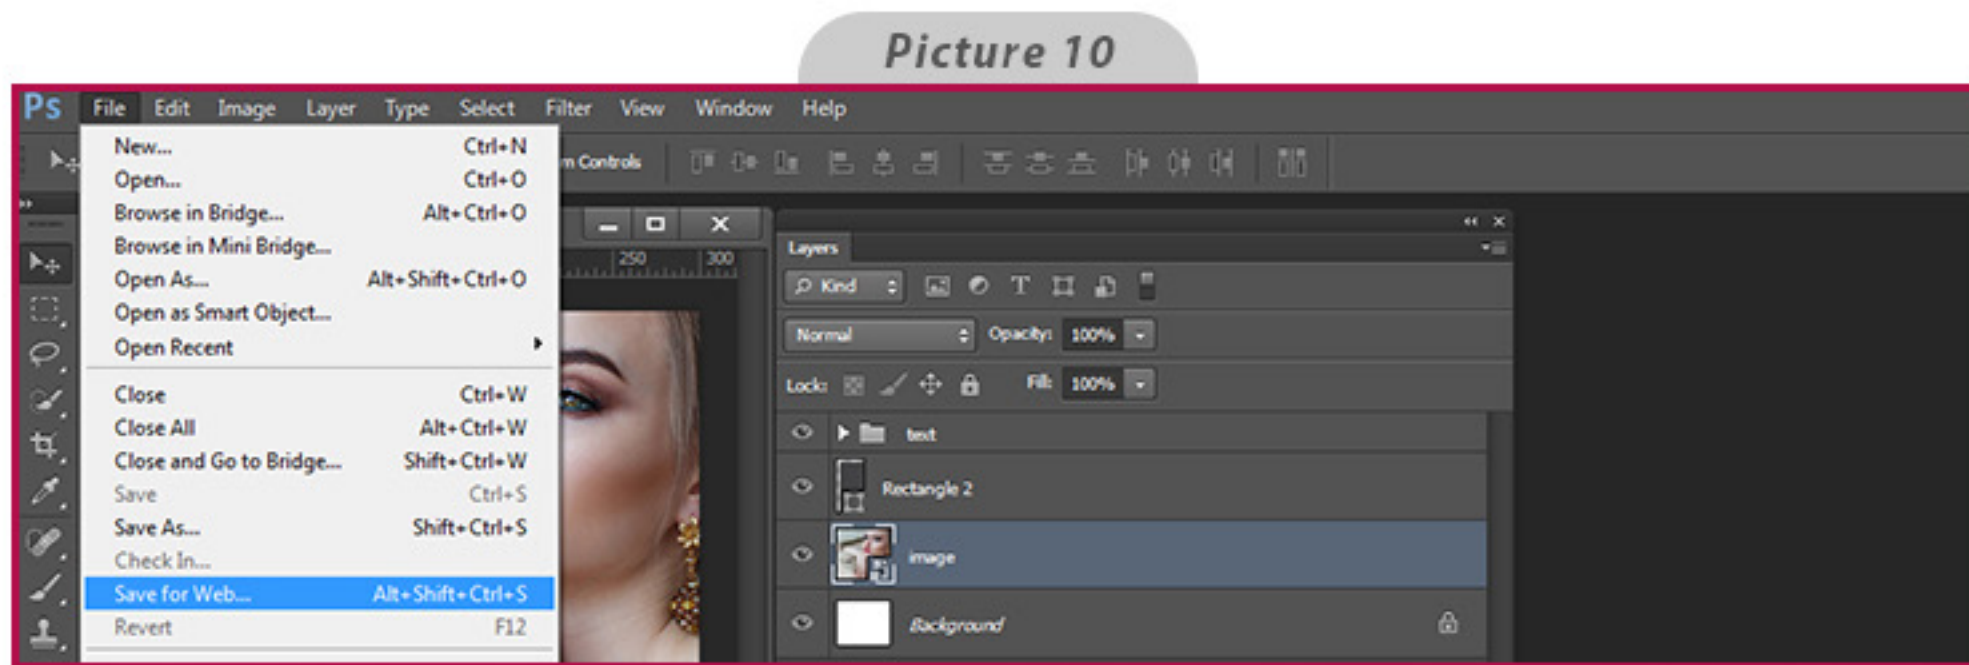 Picture 10
Ps File Edit Image Layer Type Select Filter View Window Help
m Controls
New... Ctrl+N
Open... Ctrl+O
Browse in Bridge... Alt+Ctrl+O
Browse in Mini Bridge...
Open As... Alt+Shift+Ctrl+O
Open as Smart Object...
Open Recent
Close Ctrl+W
Close All Alt+Ctrl+W
Close and Go to Bridge... Shift+Ctrl+W
Save Ctrl+S
Save As... Shift+Ctrl+S
Check In...
Save for Web... Alt+Shift+Ctrl+S
Revert F12
250 300
Layers
Kind T
Normal Opacity: 100%
Lock: Fill: 100%
text
Rectangle 2
image
Background